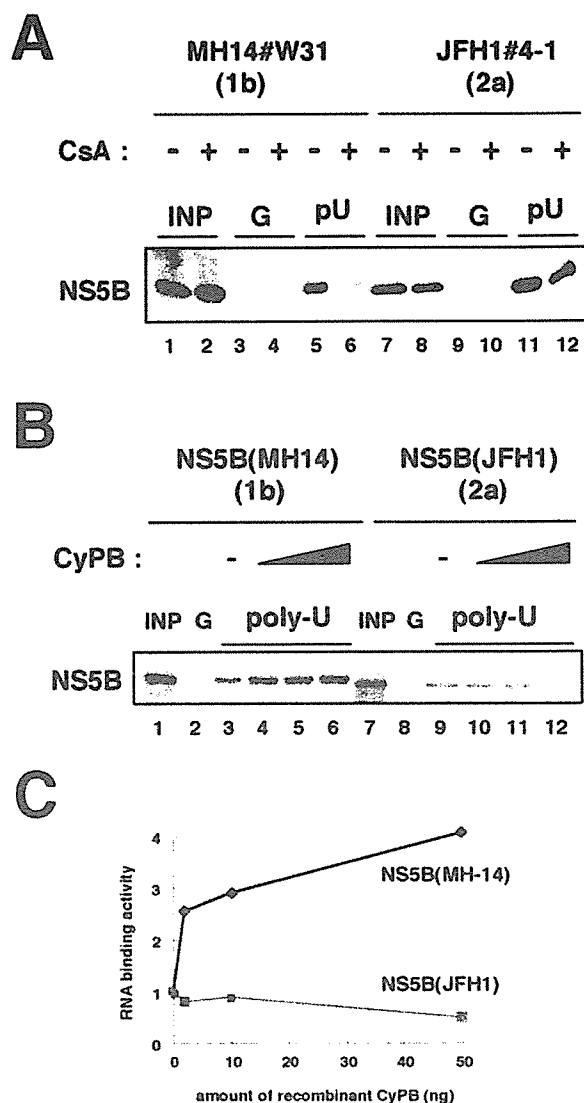 A
MH14#W31 JFH1#4-1
(1b) (2a)
CsA : - + - + - + - + - + - +
INP G pU INP G pU
NS5B
1 2 3 4 5 6 7 8 9 10 11 12
B
NS5B(MH14) NS5B(JFH1)
(1b) (2a)
CyPB : - -
INP G poly-U INP G poly-U
NS5B
1 2 3 4 5 6 7 8 9 10 11 12
C
4
3
2
1
0
RNA binding activity
NS5B(MH-14)
NS5B(JFH1)
0 10 20 30 40 50
amount of recombinant CyPB (ng)